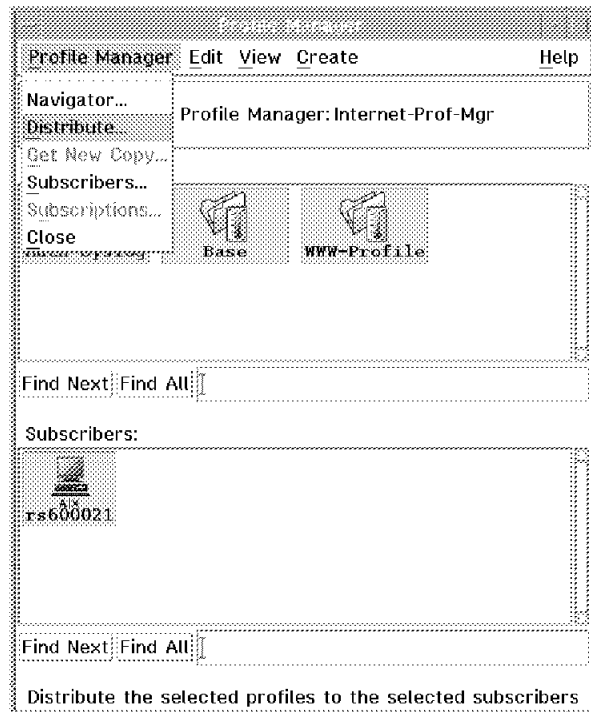 Profile Manager
Profile Manager Edit View Create Help
Navigator...
Distribute...
Get New Copy...
Subscribers...
Subscriptions...
Close
Profile Manager: Internet-Prof-Mgr
Base
WWW-Profile
Find Next Find All
Subscribers:
AIX
rs600021
Find Next Find All
Distribute the selected profiles to the selected subscribers